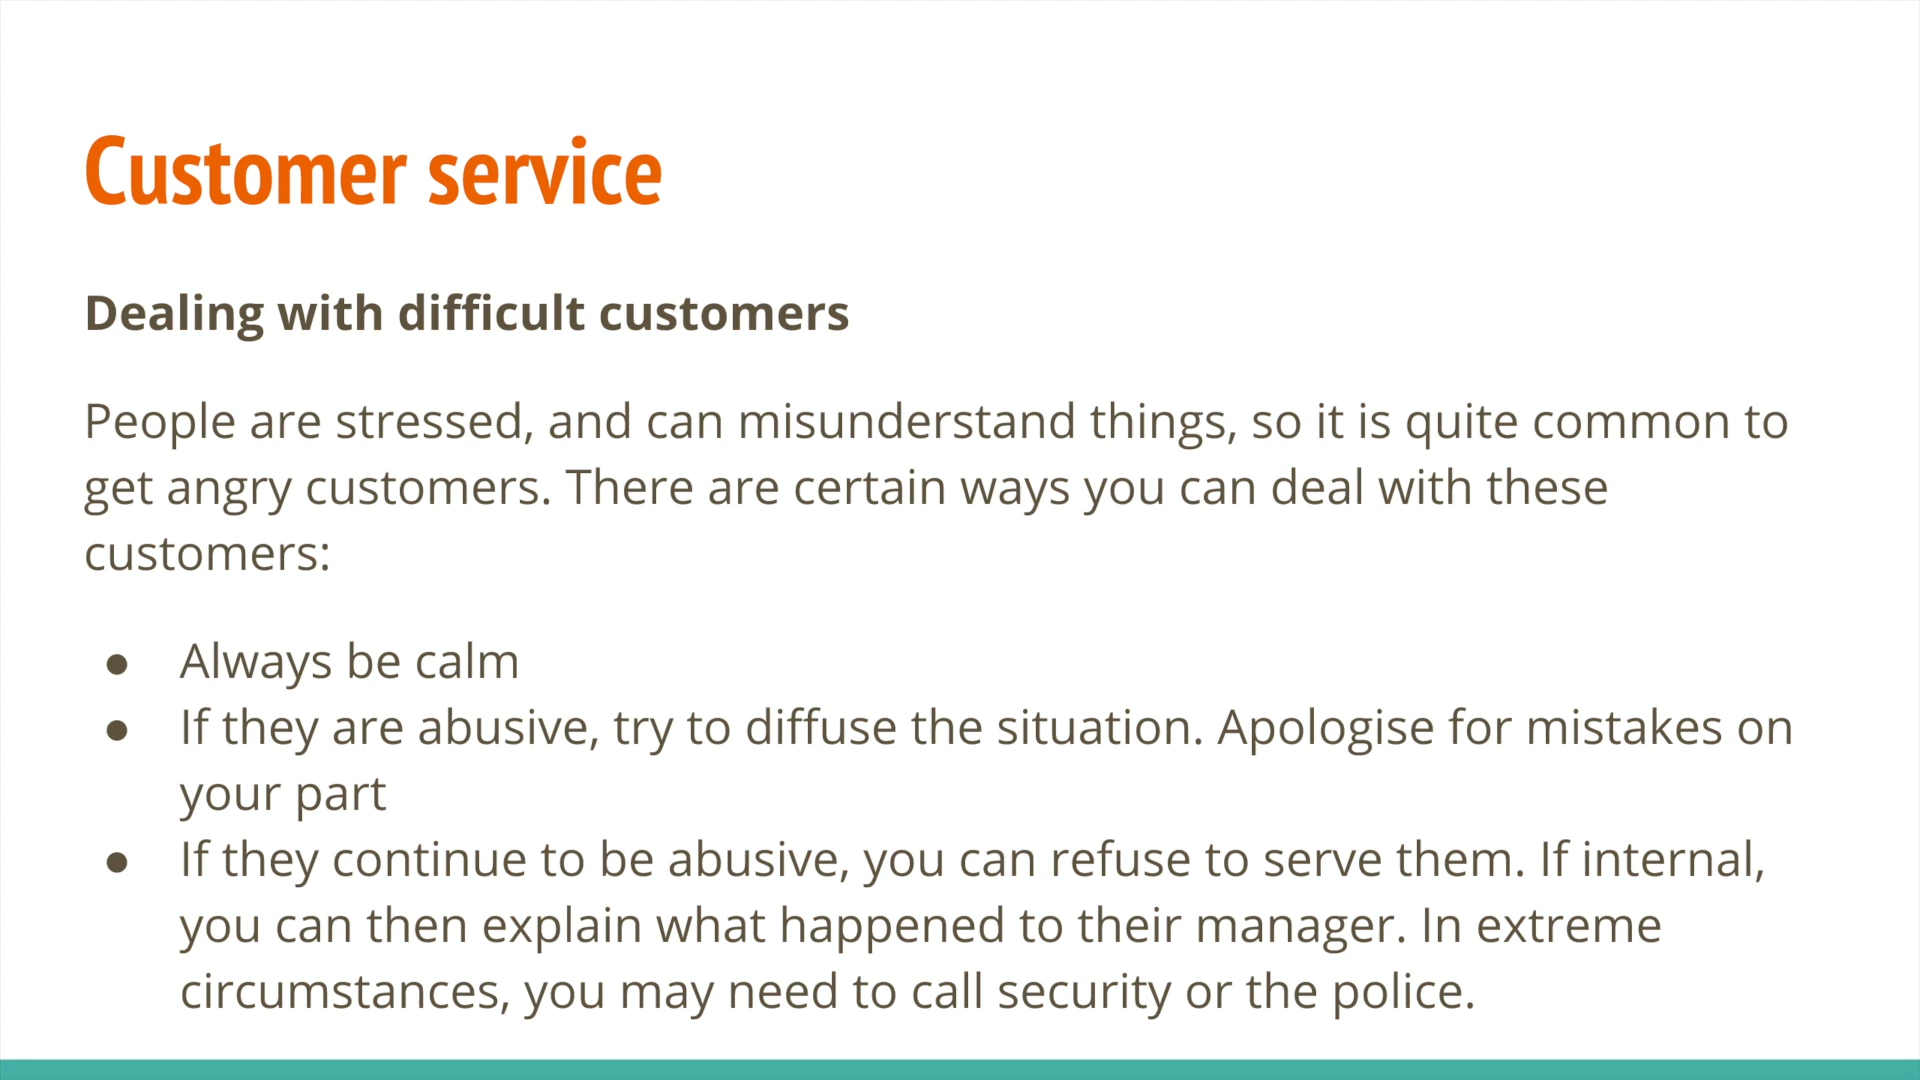 Customer service
Dealing with difficult customers
People are stressed, and can misunderstand things, so it is quite common to
get angry customers. There are certain ways you can deal with these
customers:
● Always be calm
● If they are abusive, try to diffuse the situation. Apologise for mistakes on
your part
● If they continue to be abusive, you can refuse to serve them. If internal,
you can then explain what happened to their manager. In extreme
circumstances, you may need to call security or the police.